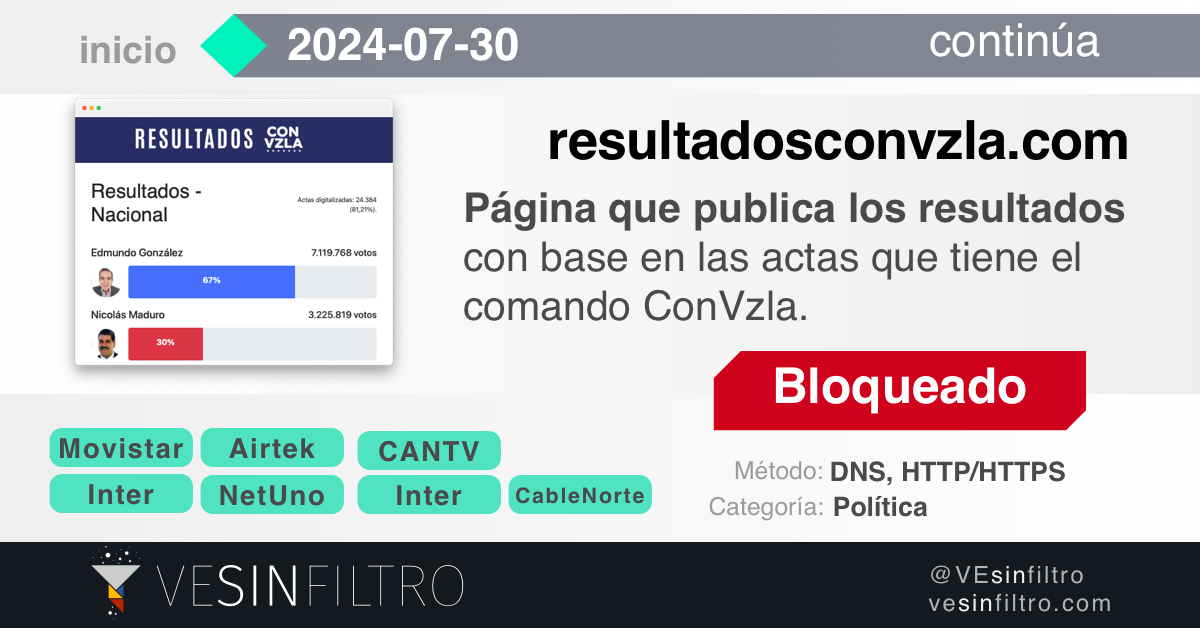 inicio
2024-07-30
continúa
RESULTADOS CON VZLA
Resultados -
Nacional
Actas digitalizadas: 24.384
(81,21%).
Edmundo González 7.119.768 votos
67%
Nicolás Maduro 3.225.819 votos
30%
resultadosconvzla.com
Página que publica los resultados
con base en las actas que tiene el
comando ConVzla.
Bloqueado
Movistar Airtek CANTV
Inter NetUno Inter CableNorte
Método: DNS, HTTP/HTTPS
Categoría: Política
VESINFILTRO
@VEsinfiltro
vesinfiltro.com